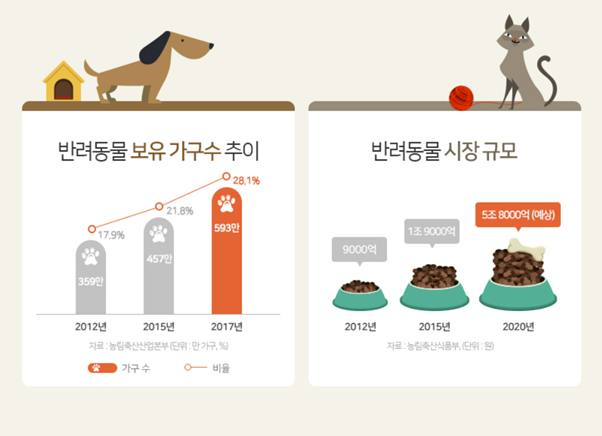 반려동물 보유 가구수 추이
28.1%
21.8%
17.9%
593만
457만
359만
2012년 2015년 2017년
자료 : 농림축산산업본부 (단위 : 만 가구, %)
가구 수 비율
반려동물 시장 규모
5조 8000억 (예상)
1조 9000억
9000억
2012년 2015년 2020년
자료 : 농림축산식품부, (단위 : 원)